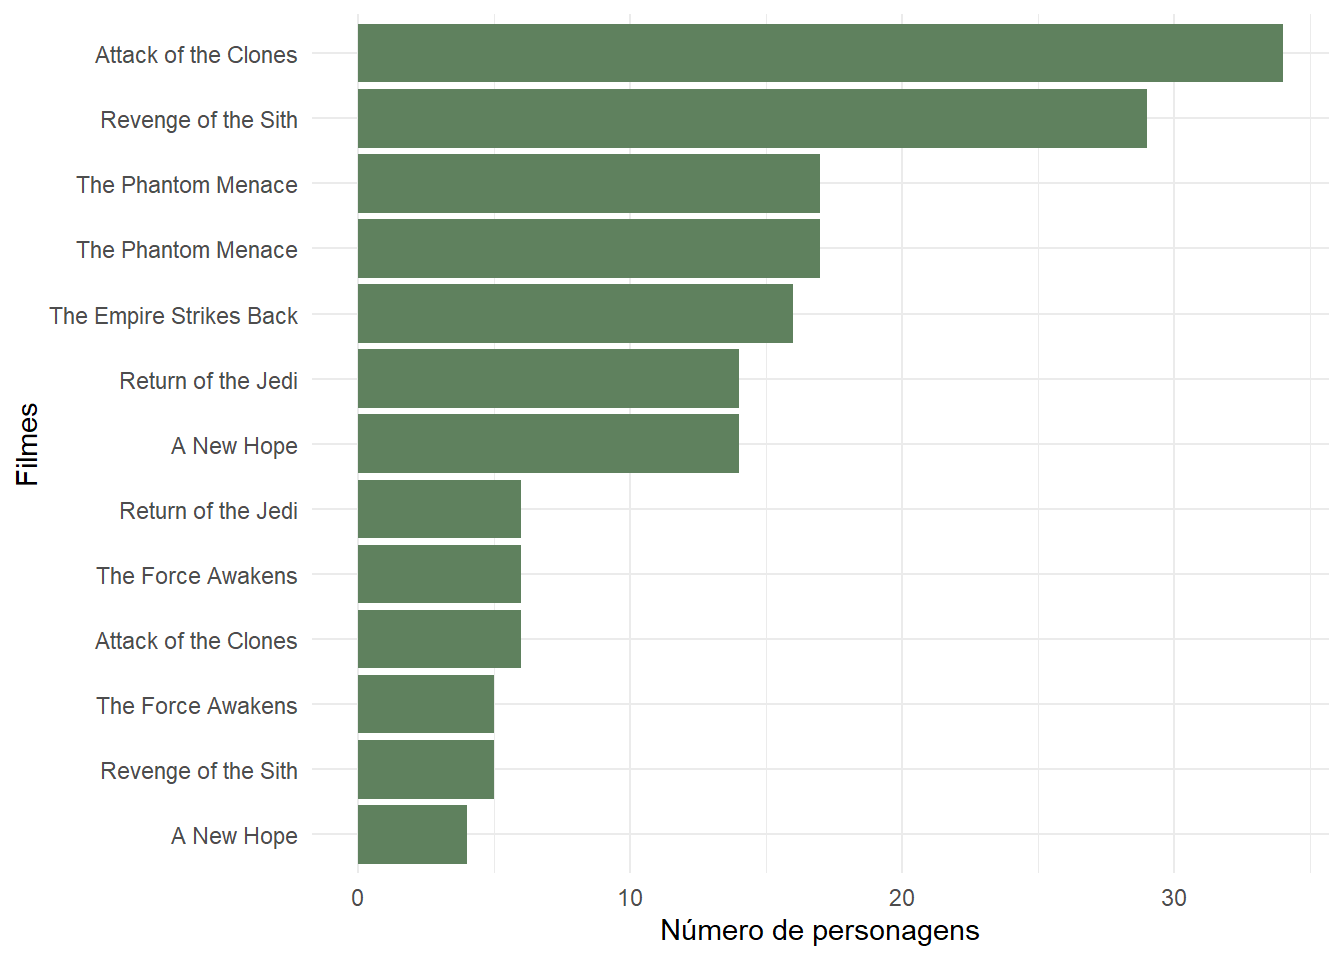 Attack of the Clones
Revenge of the Sith
The Phantom Menace
The Phantom Menace
The Empire Strikes Back
Return of the Jedi
A New Hope
Return of the Jedi
The Force Awakens
Attack of the Clones
The Force Awakens
Revenge of the Sith
A New Hope
Filmes
0 10 20 30
Número de personagens